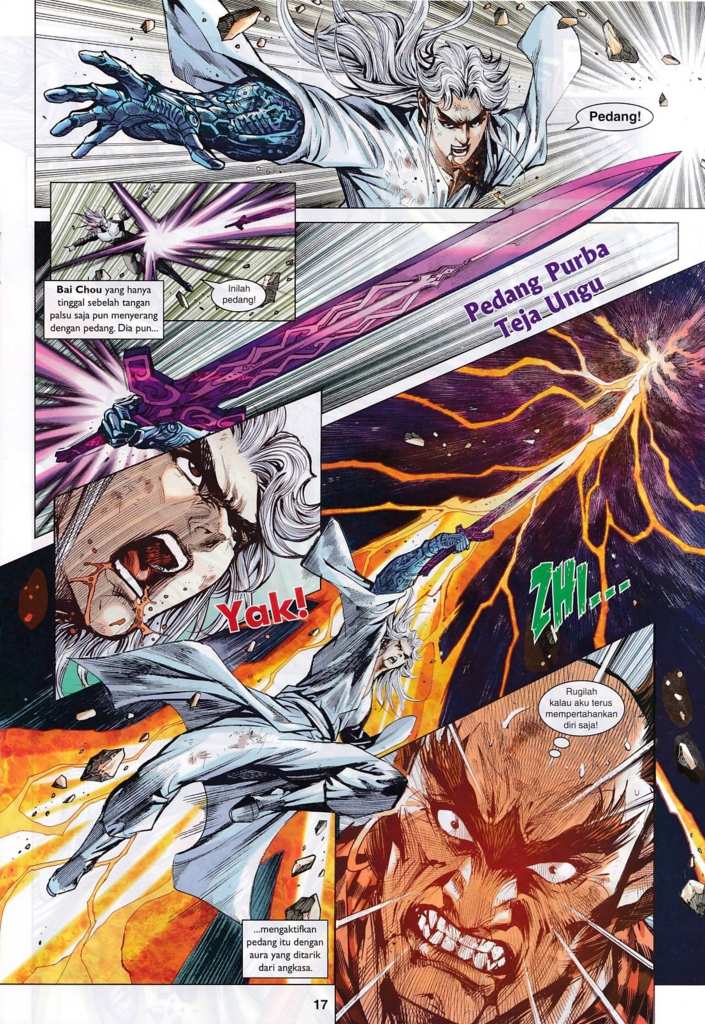 Pedang!
Inilah
pedang!
Bai Chou yang hanya
tinggal sebelah tangan
palsu saja pun menyerang
dengan pedang. Dia pun...
Pedang Purba
Teja Ungu
Yak!
ZHI...
Rugilah
kalau aku terus
mempertahankan
diri saja!
...mengaktifkan
pedang itu dengan
aura yang ditarik
dari angkasa.
17